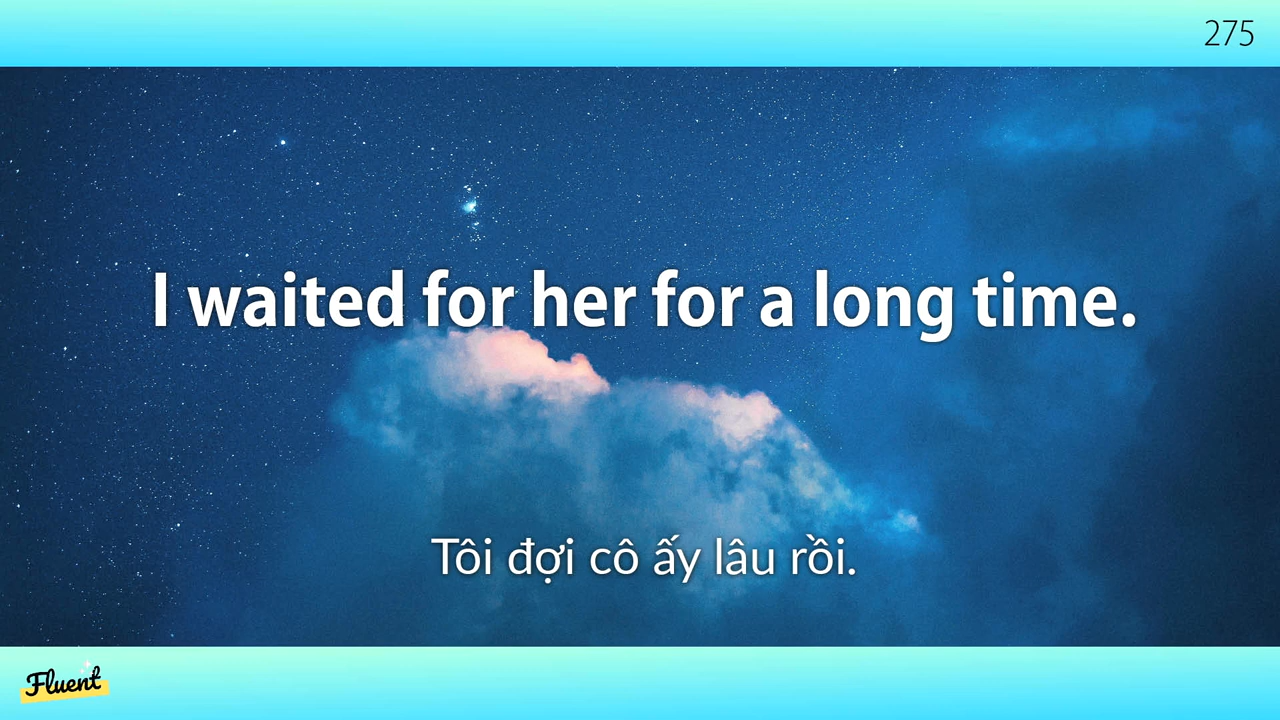 275
I waited for her for a long time.
Tôi đợi cô ấy lâu rồi.
Fluent